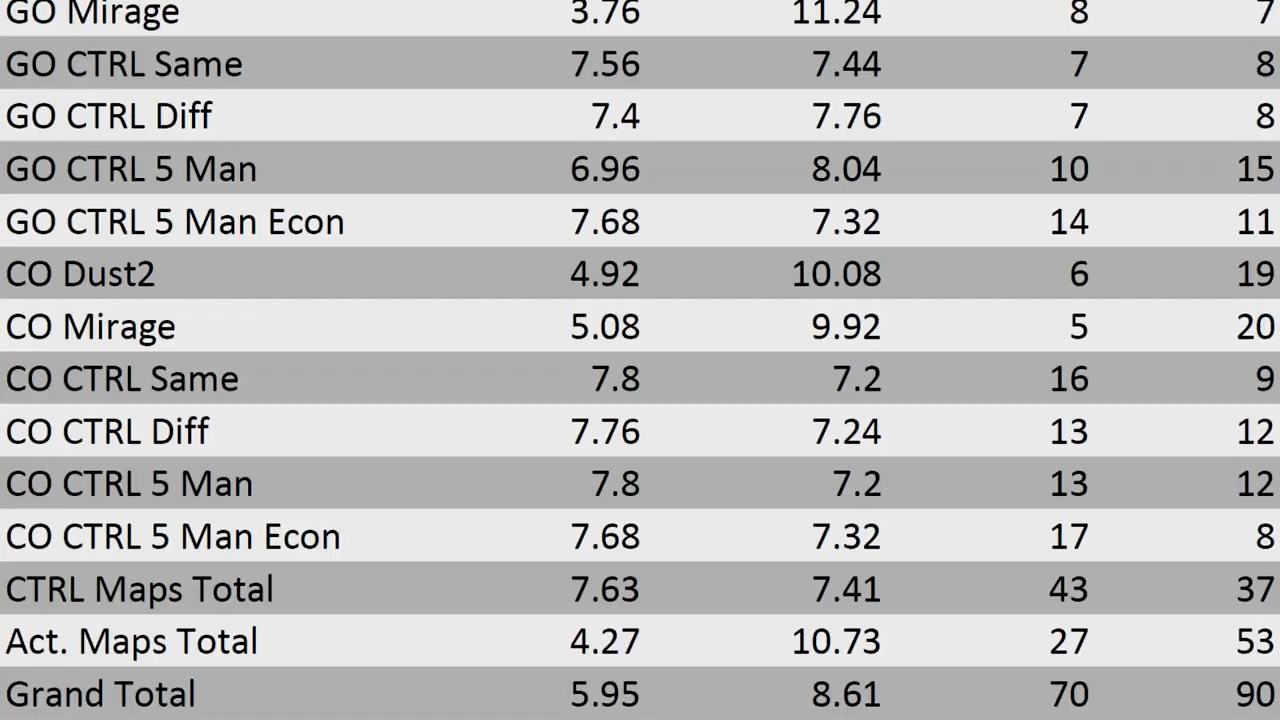 GO Mirage 3.76 11.24 8 7
GO CTRL Same 7.56 7.44 7 8
GO CTRL Diff 7.4 7.76 7 8
GO CTRL 5 Man 6.96 8.04 10 15
GO CTRL 5 Man Econ 7.68 7.32 14 11
CO Dust2 4.92 10.08 6 19
CO Mirage 5.08 9.92 5 20
CO CTRL Same 7.8 7.2 16 9
CO CTRL Diff 7.76 7.24 13 12
CO CTRL 5 Man 7.8 7.2 13 12
CO CTRL 5 Man Econ 7.68 7.32 17 8
CTRL Maps Total 7.63 7.41 43 37
Act. Maps Total 4.27 10.73 27 53
Grand Total 5.95 8.61 70 90